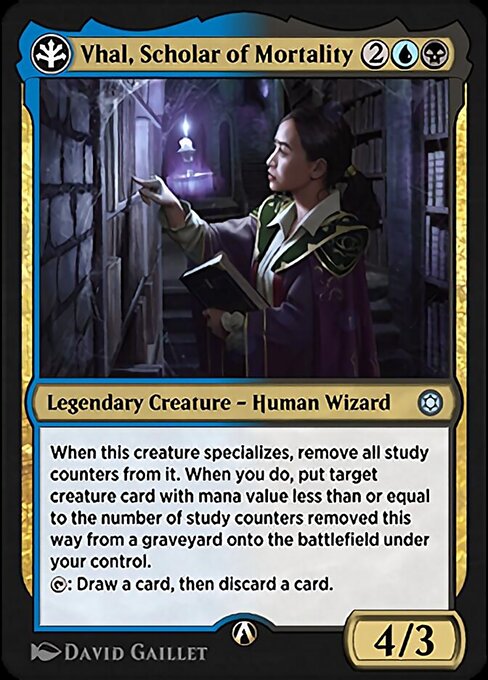 Vhal, Scholar of Mortality 2
Legendary Creature – Human Wizard
When this creature specializes, remove all study
counters from it. When you do, put target
creature card with mana value less than or equal
to the number of study counters removed this
way from a graveyard onto the battlefield under
your control.
: Draw a card, then discard a card.
DAVID GAILLET
4/3